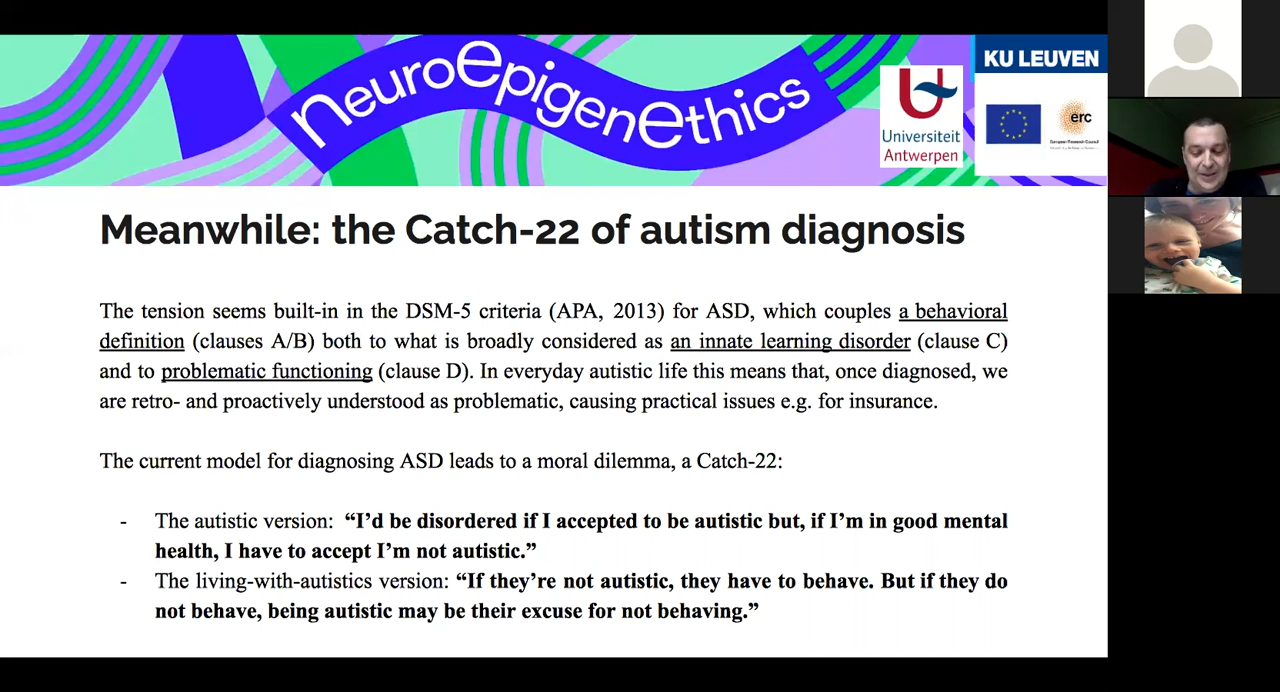 neuroEpigenEthics
KU LEUVEN
erc
Universiteit
Antwerpen
Meanwhile: the Catch-22 of autism diagnosis
The tension seems built-in in the DSM-5 criteria (APA, 2013) for ASD, which couples a behavioral
definition (clauses A/B) both to what is broadly considered as an innate learning disorder (clause C)
and to problematic functioning (clause D). In everyday autistic life this means that, once diagnosed, we
are retro- and proactively understood as problematic, causing practical issues e.g. for insurance.
The current model for diagnosing ASD leads to a moral dilemma, a Catch-22:
- The autistic version: “I’d be disordered if I accepted to be autistic but, if I’m in good mental
health, I have to accept I’m not autistic.”
- The living-with-autistics version: “If they’re not autistic, they have to behave. But if they do
not behave, being autistic may be their excuse for not behaving.”